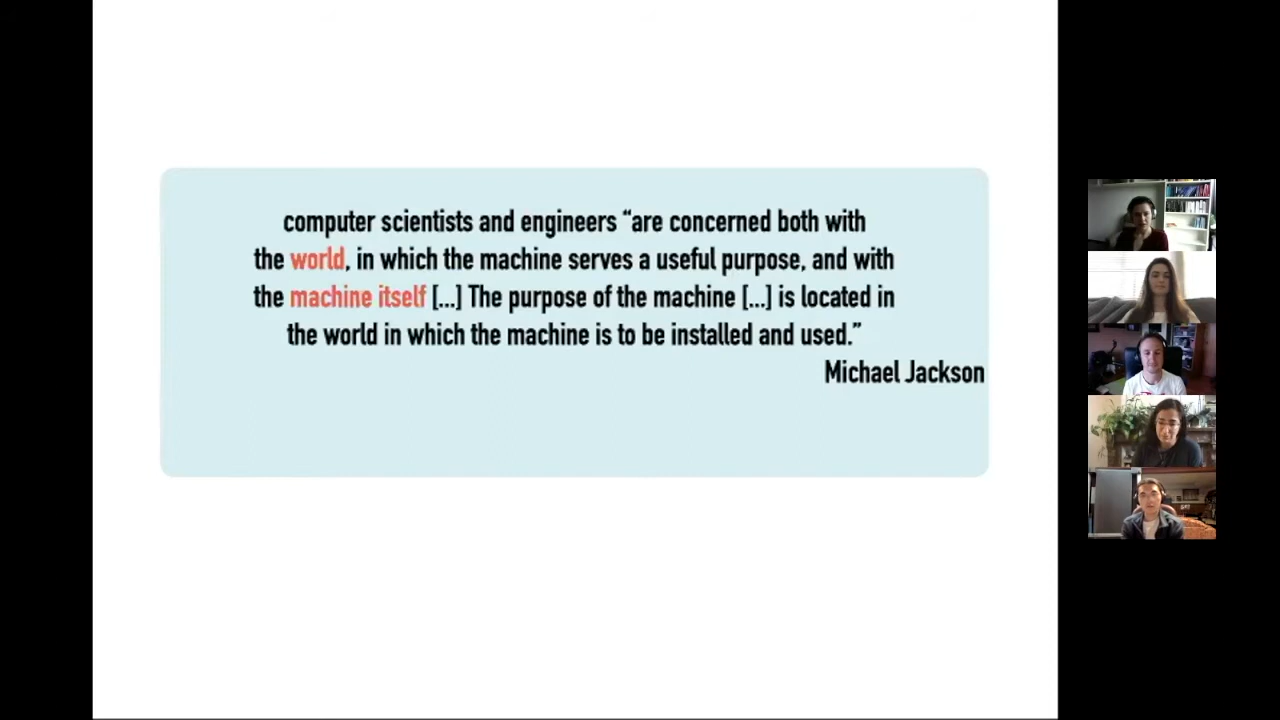 computer scientists and engineers “are concerned both with
the world, in which the machine serves a useful purpose, and with
the machine itself [...] The purpose of the machine [...] is located in
the world in which the machine is to be installed and used.”
Michael Jackson